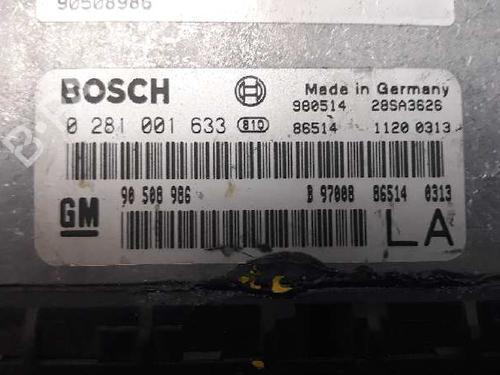 90508986
BOSCH Made in Germany
980514 28SA3626
0 281 001 633 810 86514 1120 0313
GM 90 508 986 B 97008 86514 0313
LA